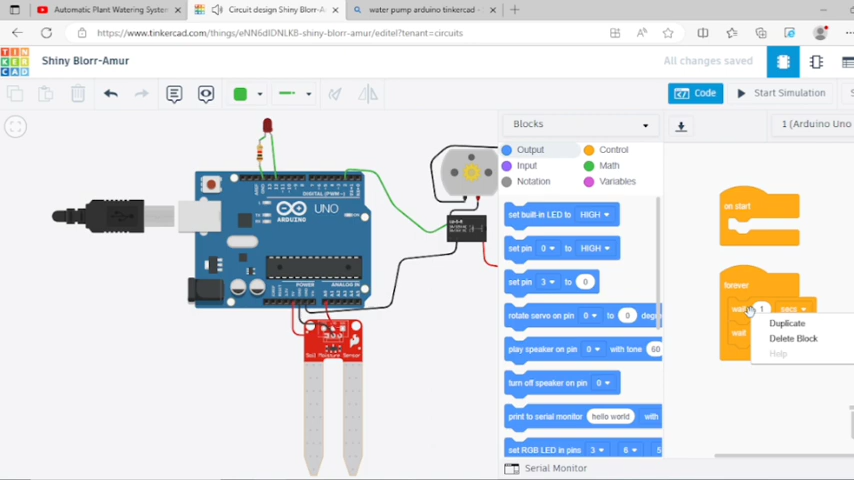 Automatic Plant Watering System
Circuit design Shiny Blorr-Am
water pump arduino tinkercad -
https://www.tinkercad.com/things/eNN6dIDNLKB-shiny-blorr-amur/editel?tenant=circuits
TIN
KER
CAD
Shiny Blorr-Amur
All changes saved
Code
Start Simulation
Blocks
1 (Arduino Uno
Output
Control
Input
Math
Notation
Variables
set built-in LED to HIGH
set pin 0 to HIGH
set pin 3 to 0
rotate servo on pin 0 to 0 degre
play speaker on pin 0 with tone 60
turn off speaker on pin 0
print to serial monitor hello world with
set RGB LED in pins 3 6 5
Serial Monitor
on start
forever
wait 1 secs
wait
Duplicate
Delete Block
Help
DIGITAL (PWM ~)
UNO
ARDUINO
POWER
ANALOG IN
Soil Moisture Sensor